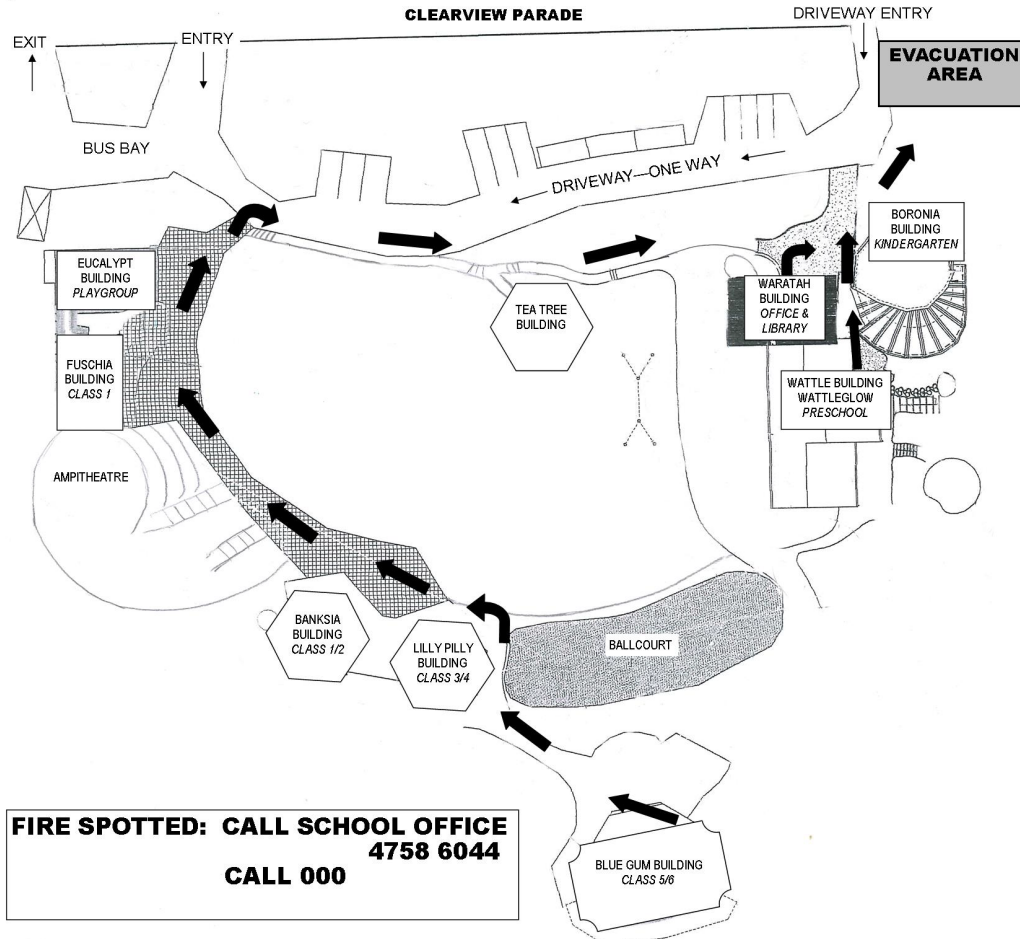 CLEARVIEW PARADE
DRIVEWAY ENTRY
EXIT
ENTRY
EVACUATION
AREA
BUS BAY
DRIVEWAY—ONE WAY
BORONIA
BUILDING
KINDERGARTEN
EUCALYPT
BUILDING
PLAYGROUP
WARATAH
BUILDING
OFFICE &
LIBRARY
TEA TREE
BUILDING
FUSCHIA
BUILDING
CLASS 1
WATTLE BUILDING
WATTLEGLOW
PRESCHOOL
AMPITHEATRE
BANKSIA
BUILDING
CLASS 1/2
LILLY PILLY
BUILDING
CLASS 3/4
BALLCOURT
FIRE SPOTTED: CALL SCHOOL OFFICE
4758 6044
CALL 000
BLUE GUM BUILDING
CLASS 5/6